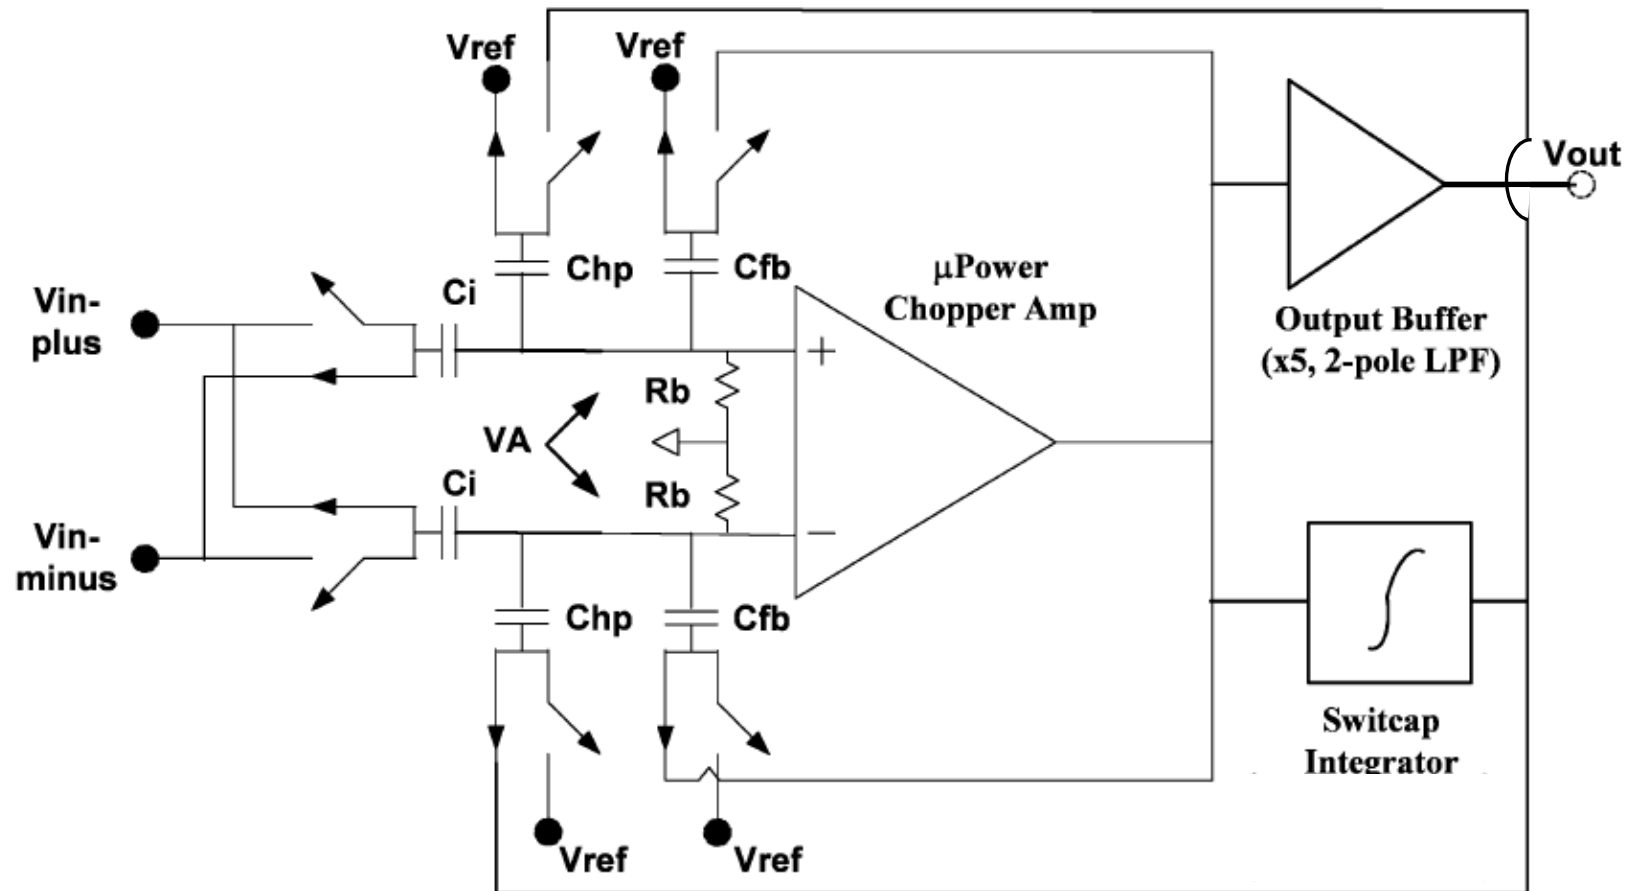 Vref
Vref
Vout
Chp
Cfb
μPower
Chopper Amp
Ci
Vin-
plus
+
Output Buffer
(x5, 2-pole LPF)
Rb
VA
Ci
Rb
Vin-
minus
−
Chp
Cfb
Switcap
Integrator
Vref
Vref